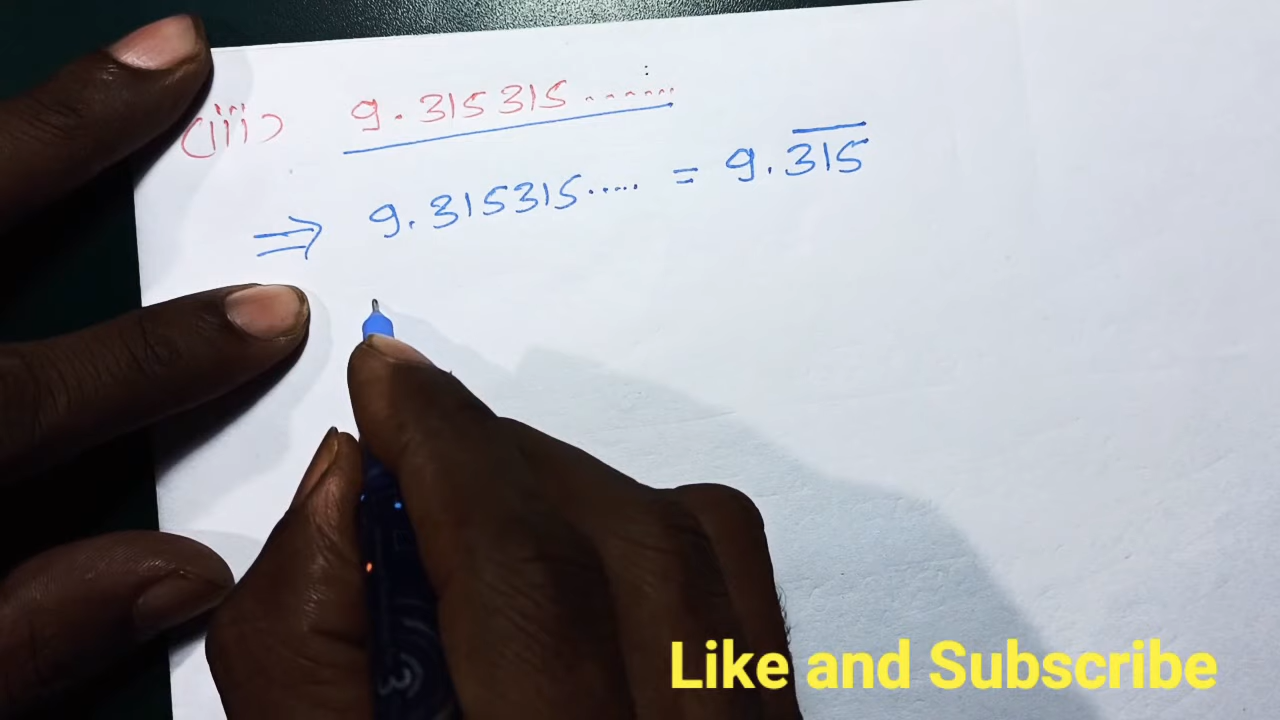 (iii) 9.315315.......
⇒ 9.315315..... = 9.3̅1̅5̅
Like and Subscribe